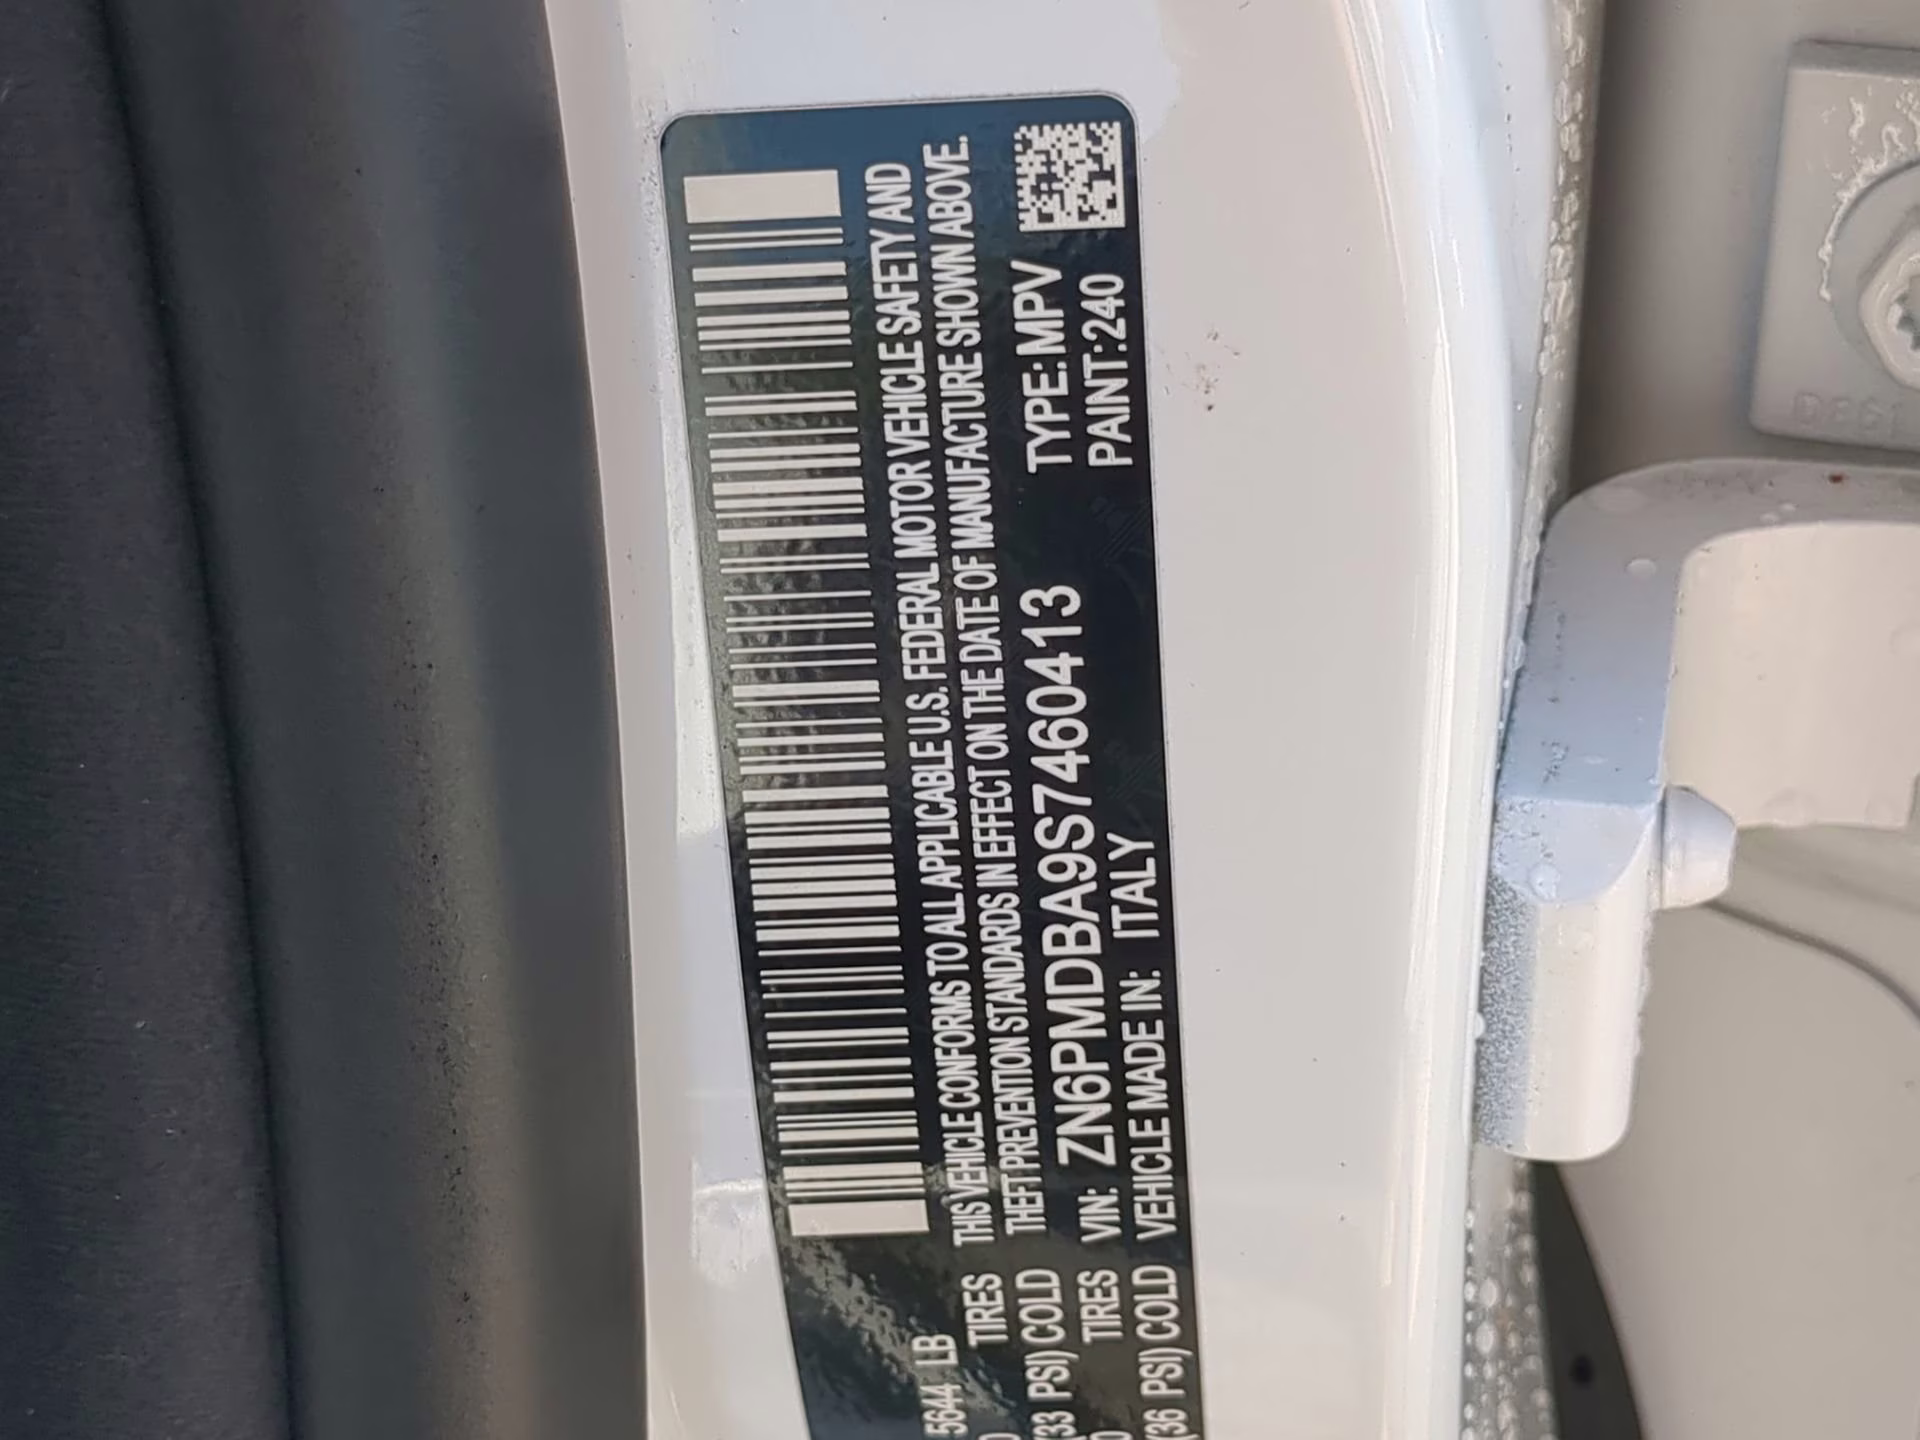 5644 LB
TIRES
(33 PSI) COLD
TIRES
(36 PSI) COLD
THIS VEHICLE CONFORMS TO ALL APPLICABLE U.S. FEDERAL MOTOR VEHICLE SAFETY AND
THEFT PREVENTION STANDARDS IN EFFECT ON THE DATE OF MANUFACTURE SHOWN ABOVE.
VIN: ZN6PMDBA9S7460413 TYPE: MPV
VEHICLE MADE IN: ITALY PAINT: 240